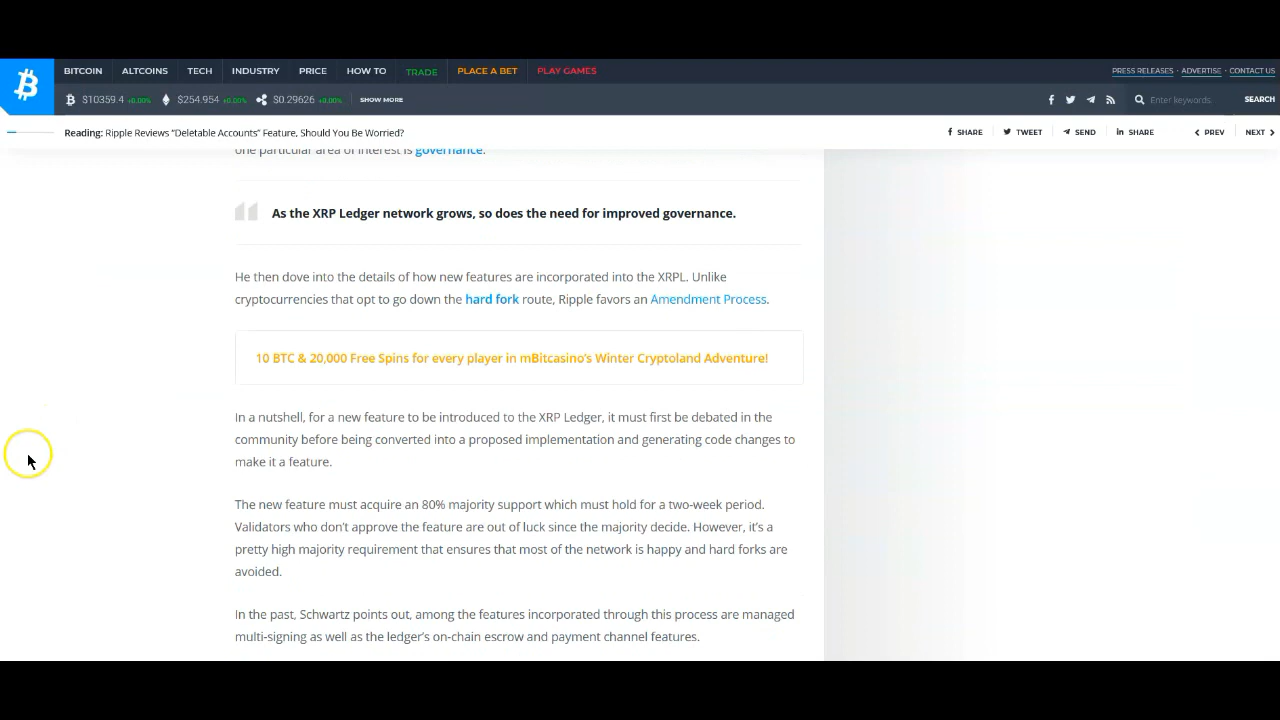 BITCOIN ALTCOINS TECH INDUSTRY PRICE HOW TO TRADE PLACE A BET PLAY GAMES PRESS RELEASES · ADVERTISE · CONTACT US
$10359.4 +0.00% $254.954 +0.00% $0.29626 +0.00% SHOW MORE Enter keywords SEARCH
Reading: Ripple Reviews “Deletable Accounts” Feature, Should You Be Worried? SHARE TWEET SEND SHARE PREV NEXT
one particular area of interest is governance.
As the XRP Ledger network grows, so does the need for improved governance.
He then dove into the details of how new features are incorporated into the XRPL. Unlike
cryptocurrencies that opt to go down the hard fork route, Ripple favors an Amendment Process.
10 BTC & 20,000 Free Spins for every player in mBitcasino’s Winter Cryptoland Adventure!
In a nutshell, for a new feature to be introduced to the XRP Ledger, it must first be debated in the
community before being converted into a proposed implementation and generating code changes to
make it a feature.
The new feature must acquire an 80% majority support which must hold for a two-week period.
Validators who don’t approve the feature are out of luck since the majority decide. However, it’s a
pretty high majority requirement that ensures that most of the network is happy and hard forks are
avoided.
In the past, Schwartz points out, among the features incorporated through this process are managed
multi-signing as well as the ledger’s on-chain escrow and payment channel features.